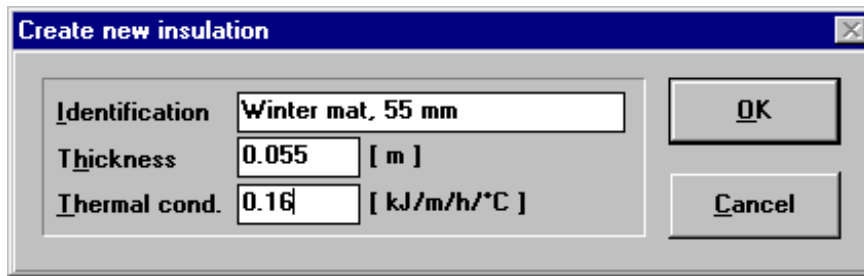 Create new insulation
Identification Winter mat, 55 mm
OK
Thickness 0.055 [ m ]
Thermal cond. 0.16 [ kJ/m/h/°C ]
Cancel